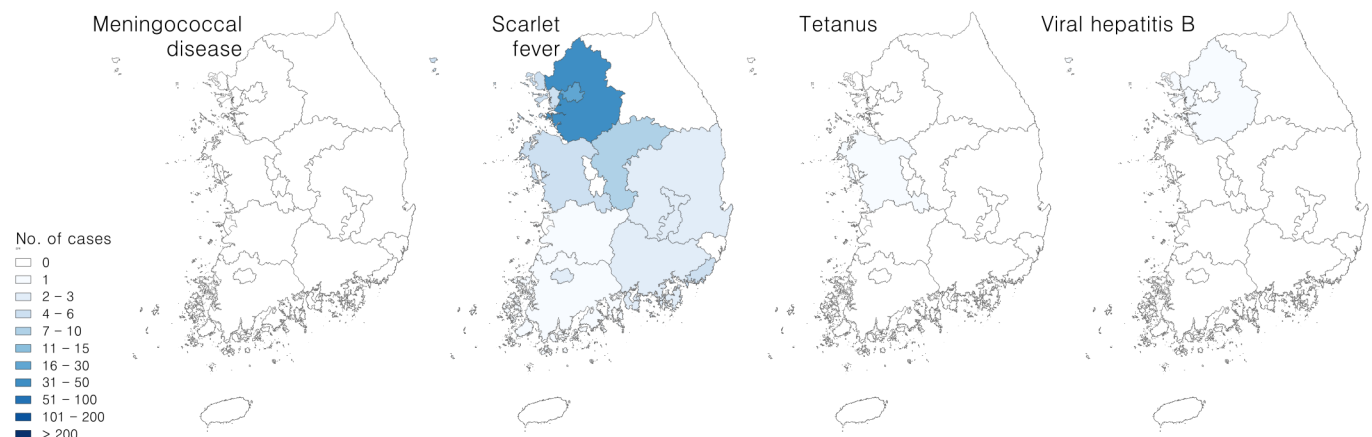 Meningococcal
disease
Scarlet
fever
Tetanus
Viral hepatitis B
No. of cases
0
1
2 – 3
4 – 6
7 – 10
11 – 15
16 – 30
31 – 50
51 – 100
101 – 200
> 200